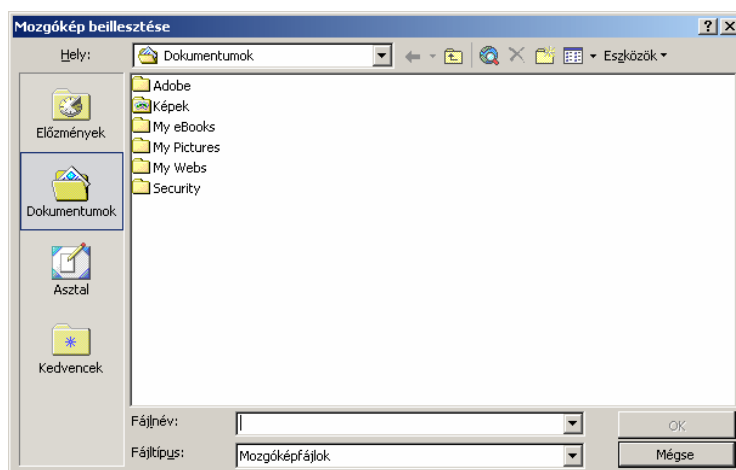 Mozgókép beillesztése
Hely: Dokumentumok Eszközök
Előzmények
Dokumentumok
Asztal
Kedvencek
Adobe
Képek
My eBooks
My Pictures
My Webs
Security
Fájlnév: OK
Fájltípus: Mozgóképfájlok Mégse